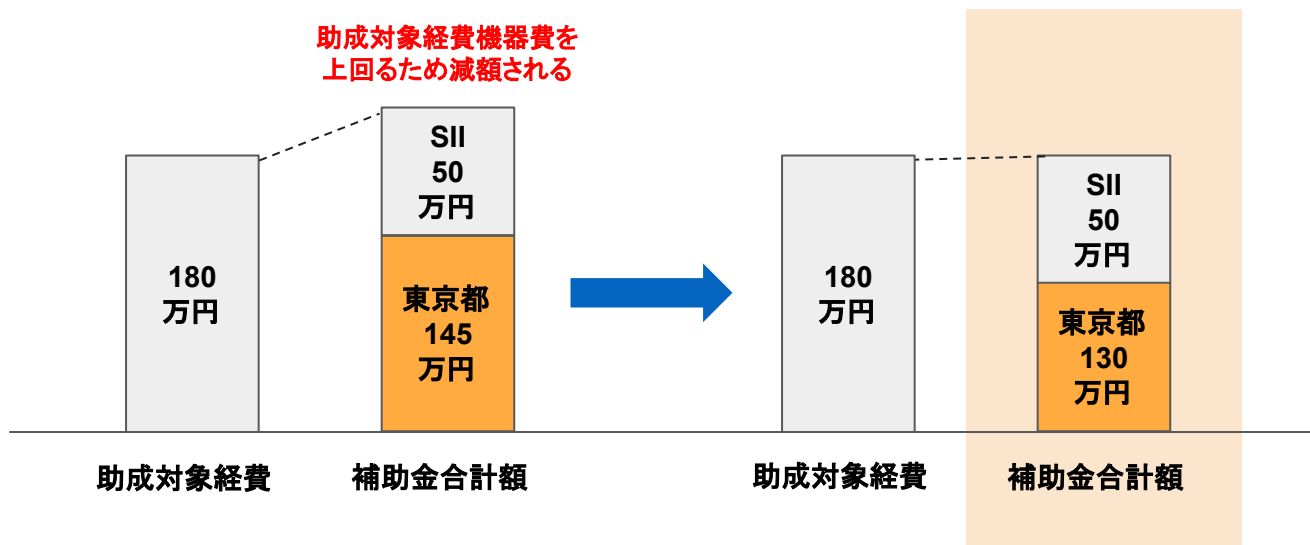 助成対象経費機器費を
上回るため減額される
180
万円
SII
50
万円
東京都
145
万円
助成対象経費
補助金合計額
180
万円
SII
50
万円
東京都
130
万円
助成対象経費
補助金合計額